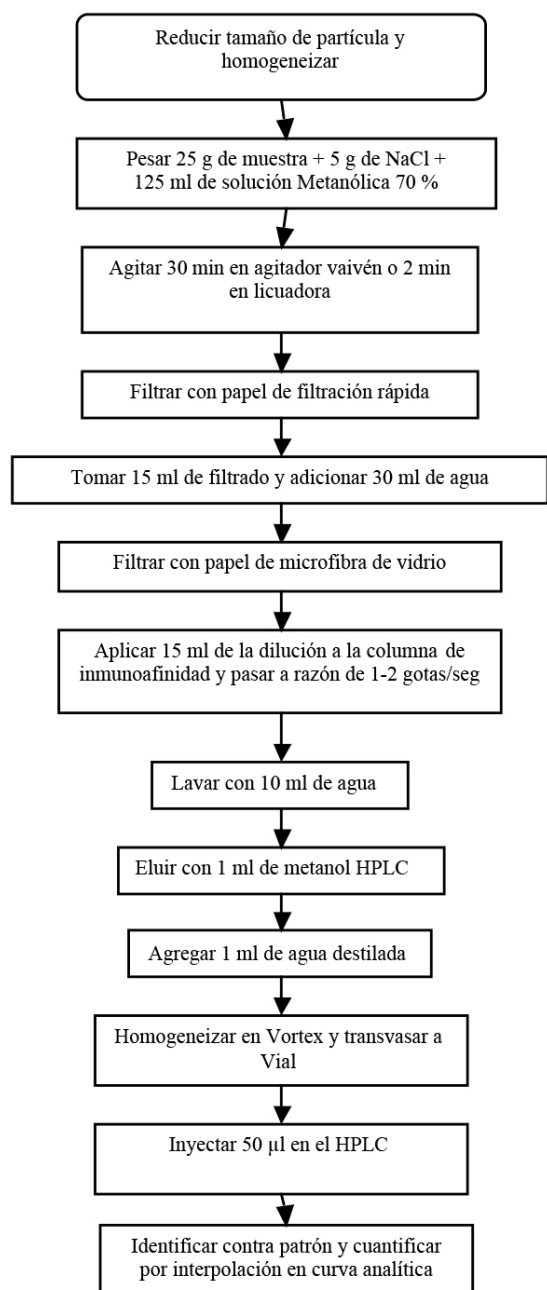 Reducir tamaño de partícula y
homogeneizar
Pesar 25 g de muestra + 5 g de NaCl +
125 ml de solución Metanólica 70 %
Agitar 30 min en agitador vaivén o 2 min
en licuadora
Filtrar con papel de filtración rápida
Tomar 15 ml de filtrado y adicionar 30 ml de agua
Filtrar con papel de microfibra de vidrio
Aplicar 15 ml de la dilución a la columna de
inmunoafinidad y pasar a razón de 1-2 gotas/seg
Lavar con 10 ml de agua
Eluir con 1 ml de metanol HPLC
Agregar 1 ml de agua destilada
Homogeneizar en Vortex y transvasar a
Vial
Inyectar 50 µl en el HPLC
Identificar contra patrón y cuantificar
por interpolación en curva analítica